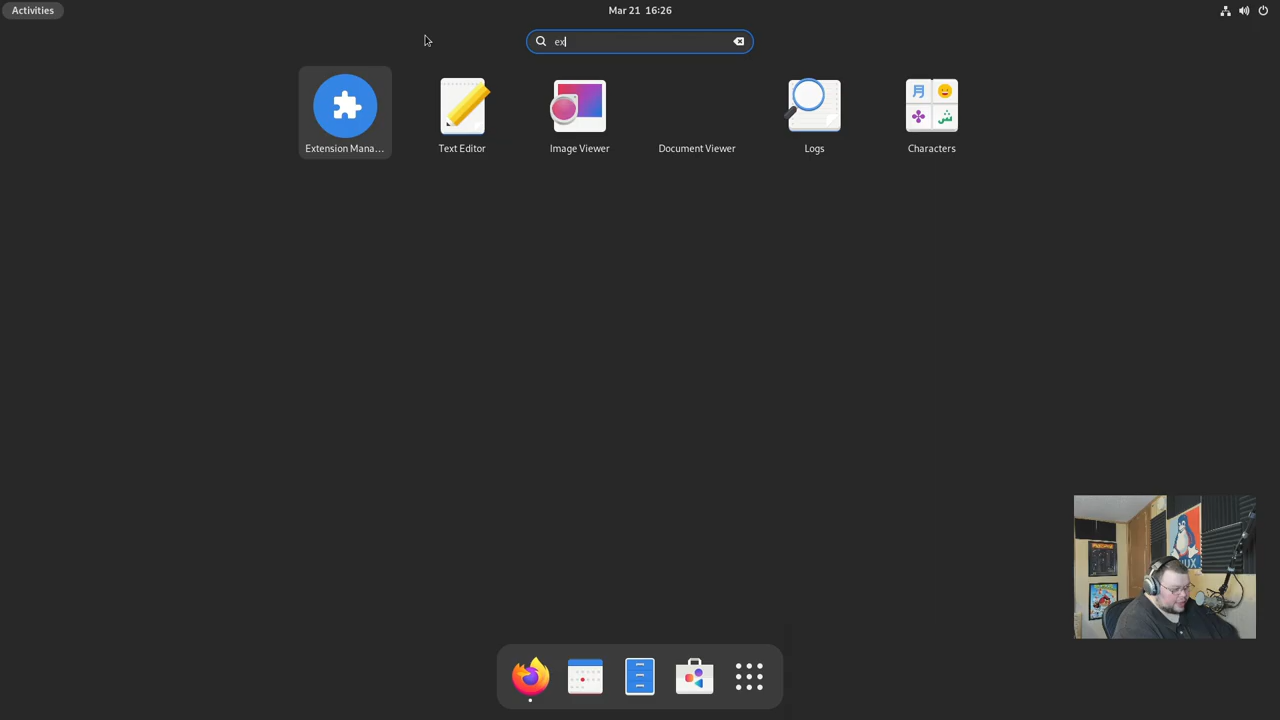 Activities
Mar 21 16:26
ex
Extension Mana...
Text Editor
Image Viewer
Document Viewer
Logs
Characters